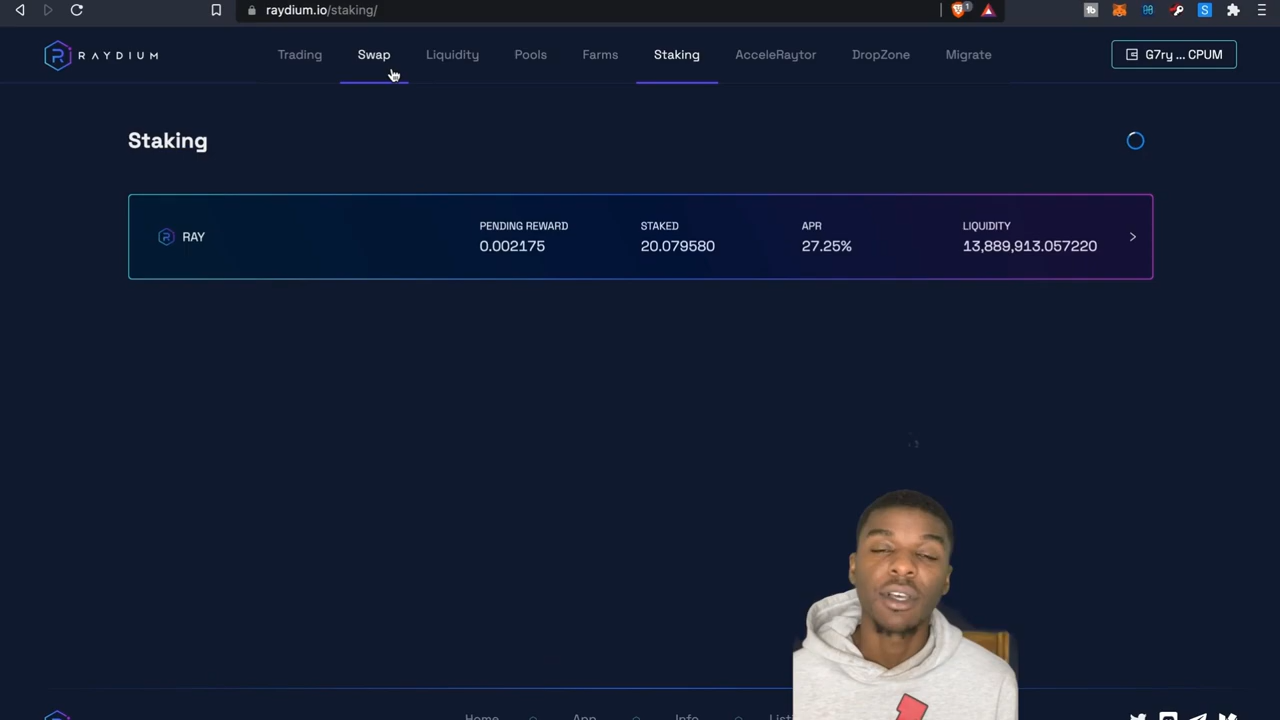 raydium.io/staking/
1
RAYDIUM
Trading
Swap
Liquidity
Pools
Farms
Staking
AcceleRaytor
DropZone
Migrate
G7ry ... CPUM
Staking
RAY
PENDING REWARD
0.002175
STAKED
20.079580
APR
27.25%
LIQUIDITY
13,889,913.057220
Home
App
Info